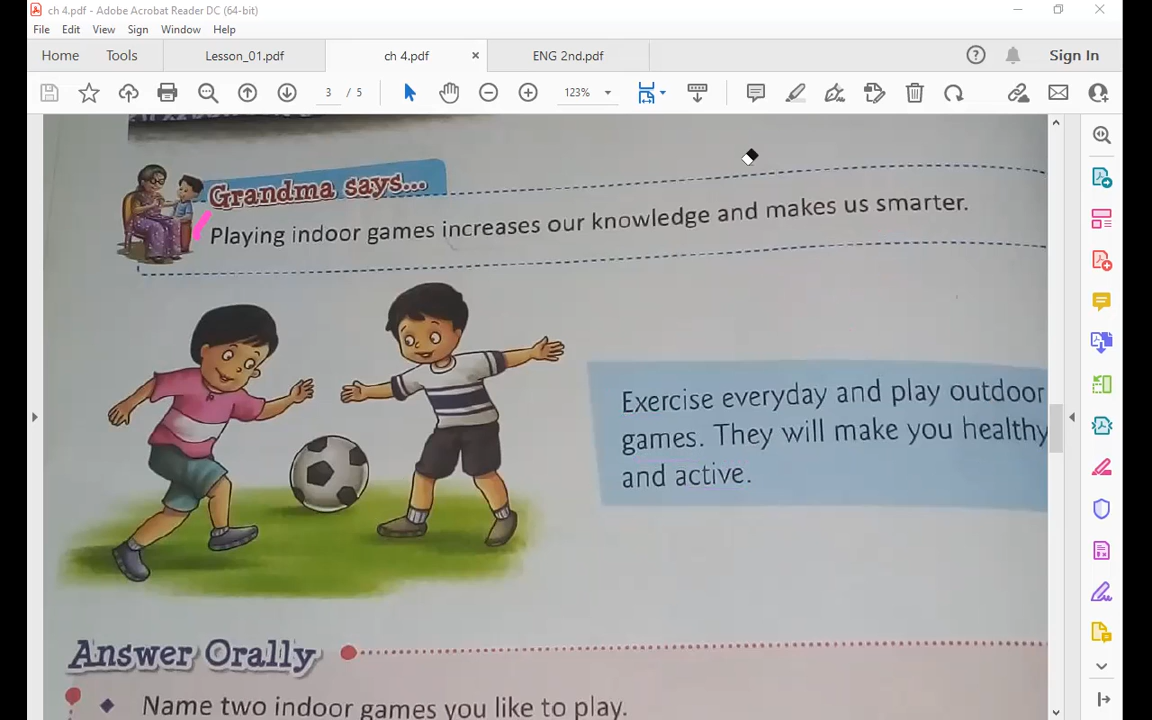 ch 4.pdf - Adobe Acrobat Reader DC (64-bit)
File Edit View Sign Window Help
Home Tools Lesson_01.pdf ch 4.pdf × ENG 2nd.pdf Sign In
3 / 5 123%
Grandma says...
Playing indoor games increases our knowledge and makes us smarter.
Exercise everyday and play outdoor
games. They will make you healthy
and active.
Answer Orally
Name two indoor games you like to play.